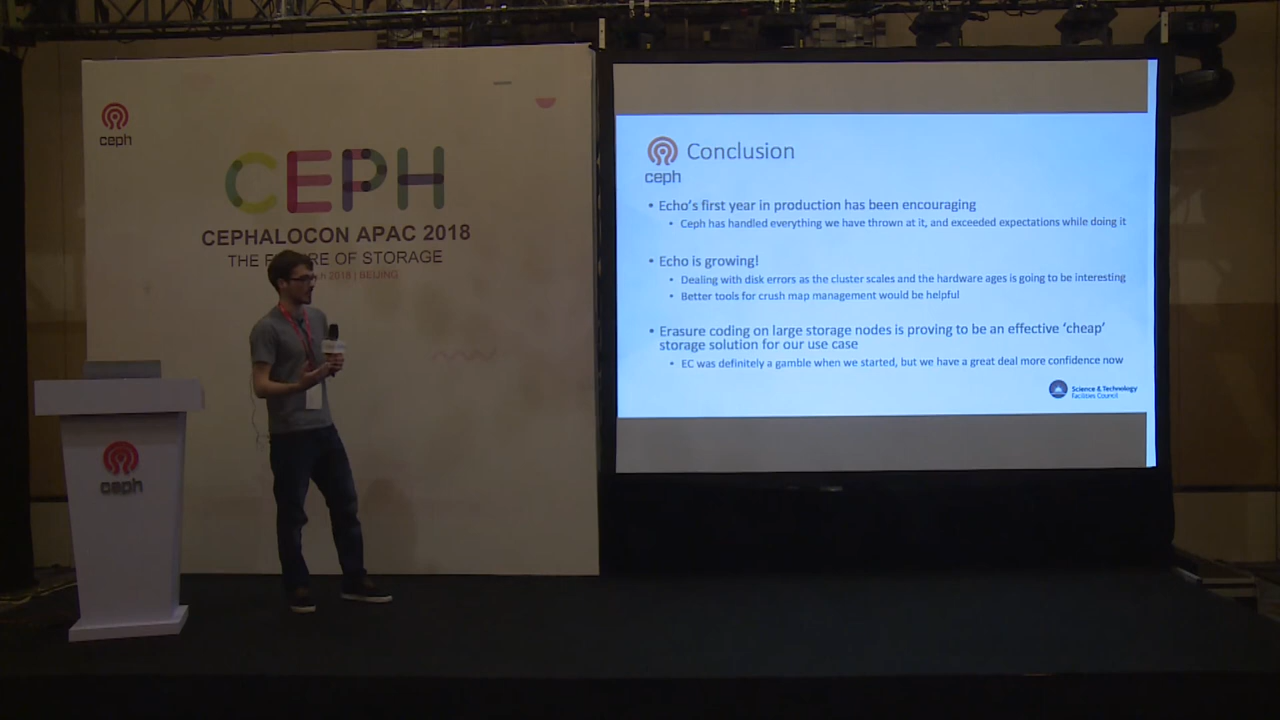 ceph
CEPH
CEPHALOCON APAC 2018
THE OF STORAGE
2018 | BEIJING
ceph
ceph
Conclusion
• Echo's first year in production has been encouraging
• Ceph has handled everything we have thrown at it, and exceeded expectations while doing it
• Echo is growing!
• Dealing with disk errors as the cluster scales and the hardware ages is going to be interesting
• Better tools for crush map management would be helpful
• Erasure coding on large storage nodes is proving to be an effective 'cheap'
storage solution for our use case
• EC was definitely a gamble when we started, but we have a great deal more confidence now
Science & Technology
Facilities Council